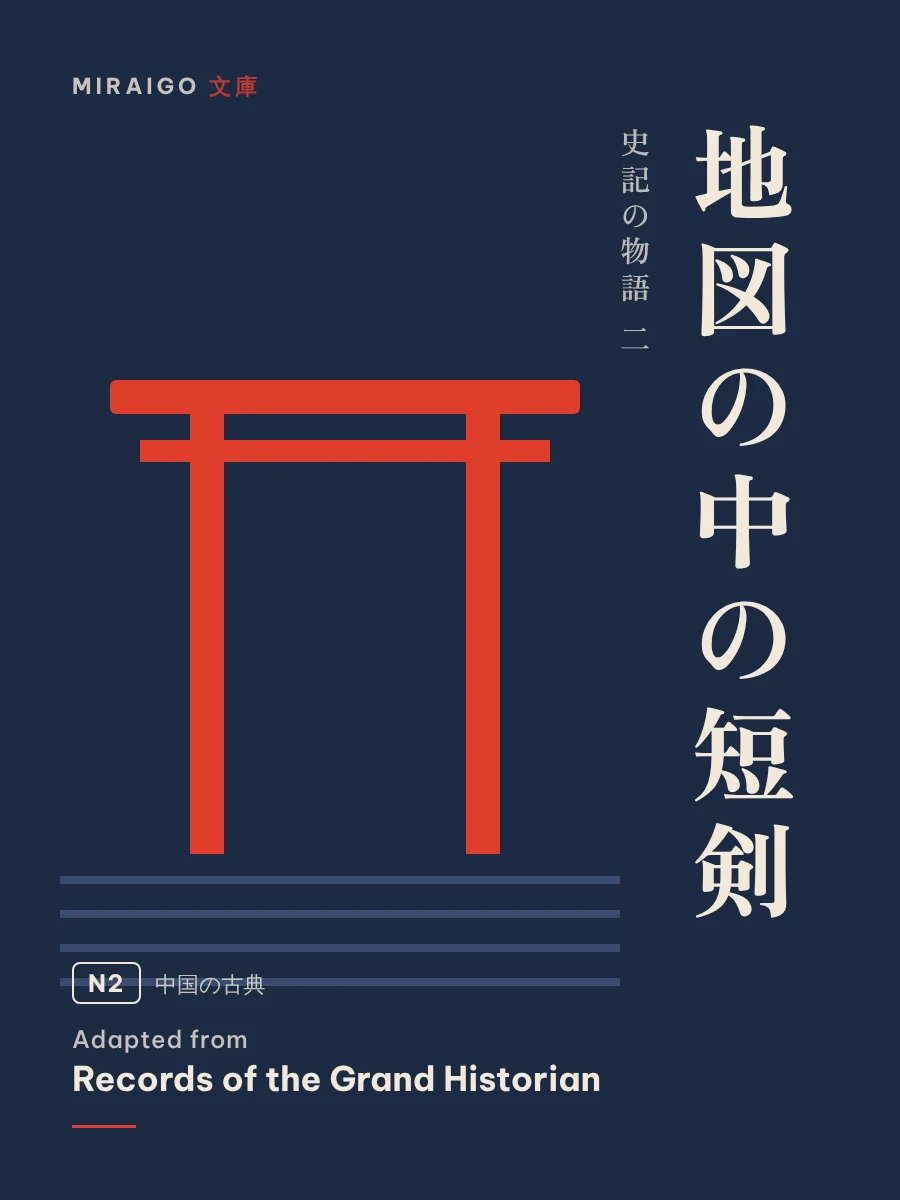 MIRAIGO 文庫
地図の中の短剣
史記の物語 二
N2 中国の古典
Adapted from
Records of the Grand Historian